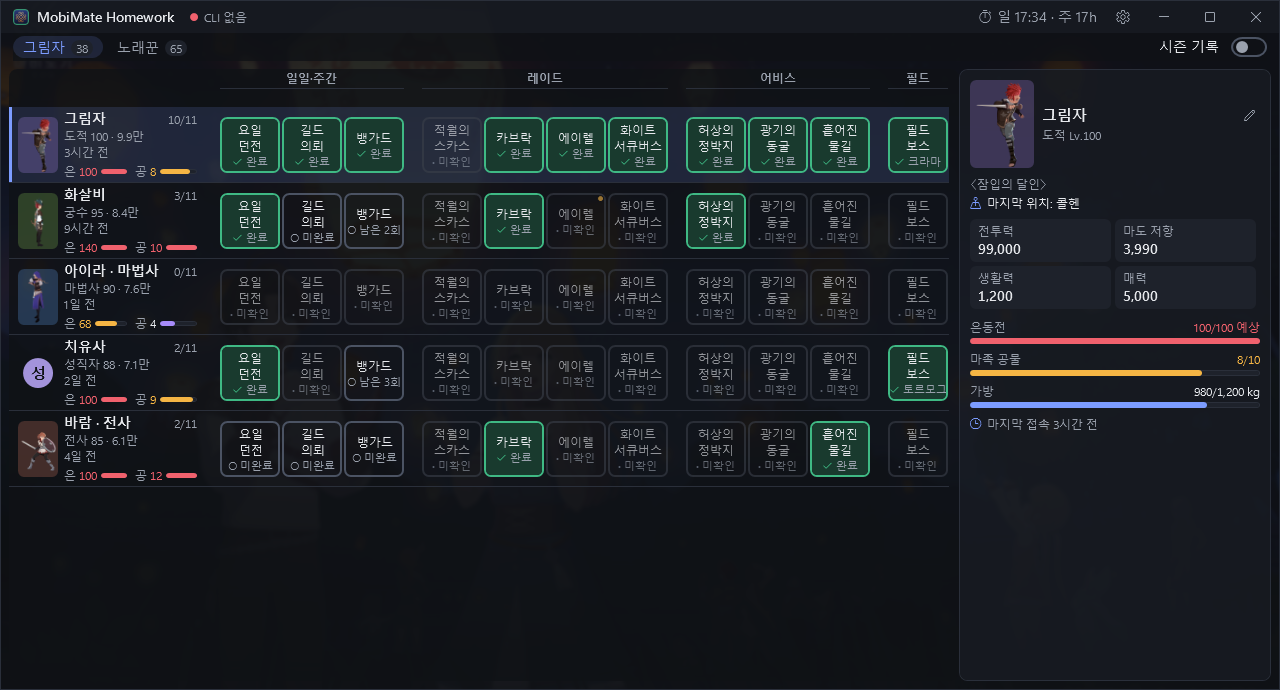 MobiMate Homework
CLI 없음
일 17:34 · 주 17h
그림자 38
노래꾼 65
시즌 기록
일일·주간
레이드
어비스
필드
그림자 10/11
도적 100 · 9.9만
3시간 전
은 100 공 8
요일 던전 ✓ 완료
길드 의뢰 ✓ 완료
뱅가드 ✓ 완료
적월의 스카스 • 미확인
카브락 ✓ 완료
에이렐 ✓ 완료
화이트 서큐버스 ✓ 완료
허상의 정박지 ✓ 완료
광기의 동굴 ✓ 완료
흩어진 물길 ✓ 완료
필드 보스 ✓ 크라마
화살비 3/11
궁수 95 · 8.4만
9시간 전
은 140 공 10
요일 던전 ✓ 완료
길드 의뢰 ○ 미완료
뱅가드 ○ 남은 2회
적월의 스카스 • 미확인
카브락 ✓ 완료
에이렐 • 미확인
화이트 서큐버스 • 미확인
허상의 정박지 ✓ 완료
광기의 동굴 • 미확인
흩어진 물길 • 미확인
필드 보스 • 미확인
아이라 · 마법사 0/11
마법사 90 · 7.6만
1일 전
은 68 공 4
요일 던전 • 미확인
길드 의뢰 • 미확인
뱅가드 • 미확인
적월의 스카스 • 미확인
카브락 • 미확인
에이렐 • 미확인
화이트 서큐버스 • 미확인
허상의 정박지 • 미확인
광기의 동굴 • 미확인
흩어진 물길 • 미확인
필드 보스 • 미확인
성
치유사 2/11
성직자 88 · 7.1만
2일 전
은 100 공 9
요일 던전 ✓ 완료
길드 의뢰 • 미확인
뱅가드 ○ 남은 3회
적월의 스카스 • 미확인
카브락 • 미확인
에이렐 • 미확인
화이트 서큐버스 • 미확인
허상의 정박지 • 미확인
광기의 동굴 • 미확인
흩어진 물길 • 미확인
필드 보스 ✓ 토르모그
바람 · 전사 2/11
전사 85 · 6.1만
4일 전
은 100 공 12
요일 던전 ○ 미완료
길드 의뢰 ○ 미완료
뱅가드 ○ 미완료
적월의 스카스 • 미확인
카브락 ✓ 완료
에이렐 • 미확인
화이트 서큐버스 • 미확인
허상의 정박지 • 미확인
광기의 동굴 • 미확인
흩어진 물길 ✓ 완료
필드 보스 • 미확인
그림자
도적 Lv.100
〈잠입의 달인〉
마지막 위치: 콜헨
전투력
99,000
마도 저항
3,990
생활력
1,200
매력
5,000
은동전 100/100 예상
마족 공물 8/10
가방 980/1,200 kg
마지막 접속 3시간 전